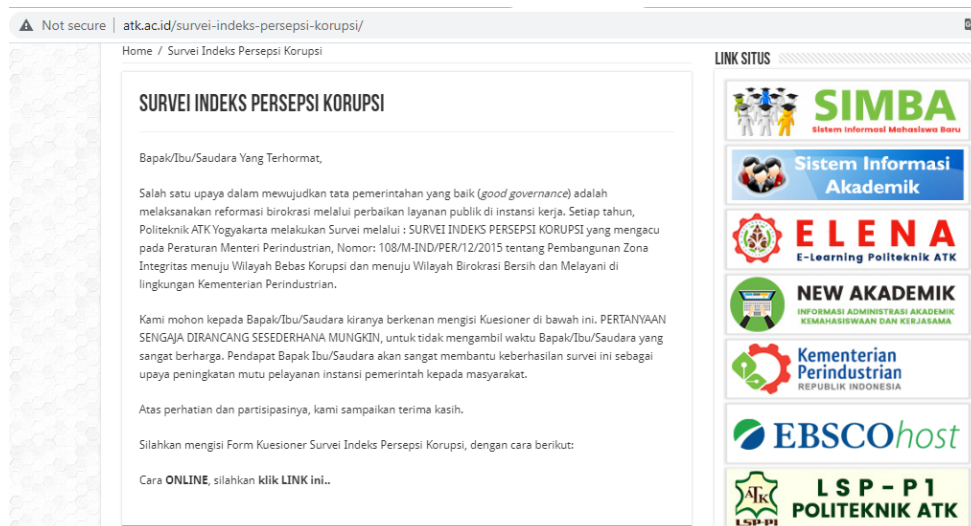 Not secure | atk.ac.id/survei-indeks-persepsi-korupsi/
Home / Survei Indeks Persepsi Korupsi
SURVEI INDEKS PERSEPSI KORUPSI
Bapak/Ibu/Saudara Yang Terhormat,
Salah satu upaya dalam mewujudkan tata pemerintahan yang baik (good governance) adalah
melaksanakan reformasi birokrasi melalui perbaikan layanan publik di instansi kerja. Setiap tahun,
Politeknik ATK Yogyakarta melakukan Survei melalui : SURVEI INDEKS PERSEPSI KORUPSI yang mengacu
pada Peraturan Menteri Perindustrian, Nomor: 108/M-IND/PER/12/2015 tentang Pembangunan Zona
Integritas menuju Wilayah Bebas Korupsi dan menuju Wilayah Birokrasi Bersih dan Melayani di
lingkungan Kementerian Perindustrian.
Kami mohon kepada Bapak/Ibu/Saudara kiranya berkenan mengisi Kuesioner di bawah ini. PERTANYAAN
SENGAJA DIRANCANG SESEDERHANA MUNGKIN, untuk tidak mengambil waktu Bapak/Ibu/Saudara yang
sangat berharga. Pendapat Bapak Ibu/Saudara akan sangat membantu keberhasilan survei ini sebagai
upaya peningkatan mutu pelayanan instansi pemerintah kepada masyarakat.
Atas perhatian dan partisipasinya, kami sampaikan terima kasih.
Silahkan mengisi Form Kuesioner Survei Indeks Persepsi Korupsi, dengan cara berikut:
Cara ONLINE, silahkan klik LINK ini..
LINK SITUS
SIMBA
Sistem Informasi Mahasiswa Baru
Sistem Informasi
Akademik
ELENA
E-Learning Politeknik ATK
NEW AKADEMIK
INFORMASI ADMINISTRASI AKADEMIK
KEMAHASISWAAN DAN KERJASAMA
Kementerian
Perindustrian
REPUBLIK INDONESIA
EBSCOhost
ATK
LSP-P1
LSP-P1
POLITEKNIK ATK